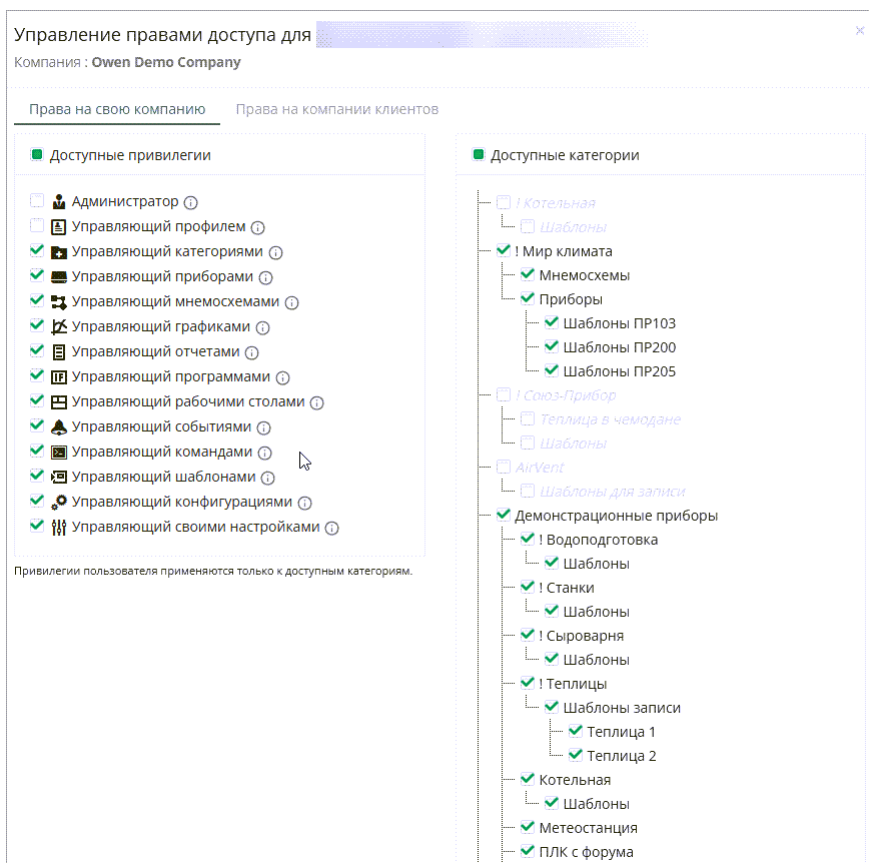 Управление правами доступа для
Компания : Owen Demo Company
Права на свою компанию
Права на компании клиентов
Доступные привилегии
Администратор
Управляющий профилем
Управляющий категориями
Управляющий приборами
Управляющий мнемосхемами
Управляющий графиками
Управляющий отчетами
Управляющий программами
Управляющий рабочими столами
Управляющий событиями
Управляющий командами
Управляющий шаблонами
Управляющий конфигурациями
Управляющий своими настройками
Привилегии пользователя применяются только к доступным категориям.
Доступные категории
! Котельная
Шаблоны
! Мир климата
Мнемосхемы
Приборы
Шаблоны ПР103
Шаблоны ПР200
Шаблоны ПР205
! Союз-Прибор
Теплица в чемодане
Шаблоны
AirVent
Шаблоны для записи
Демонстрационные приборы
! Водоподготовка
Шаблоны
! Станки
Шаблоны
! Сыроварня
Шаблоны
! Теплицы
Шаблоны записи
Теплица 1
Теплица 2
Котельная
Шаблоны
Метеостанция
ПЛК с форума